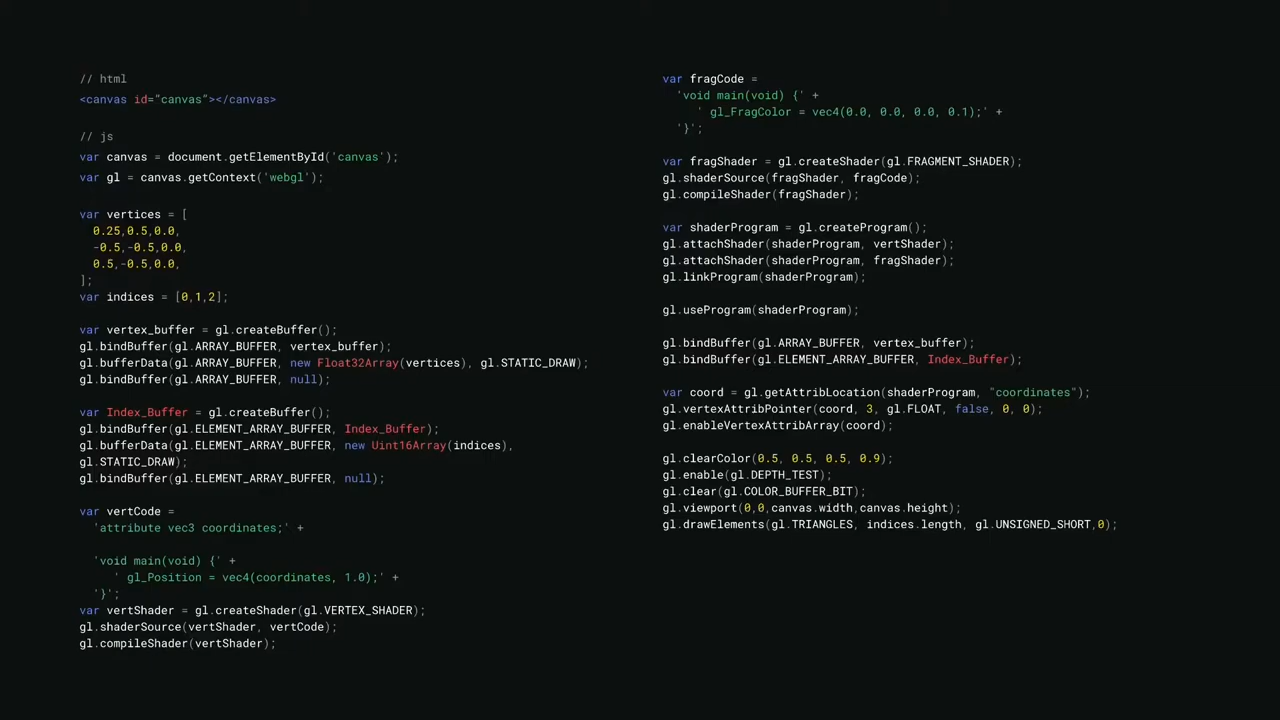 // html
<canvas id="canvas"></canvas>
// js
var canvas = document.getElementById('canvas');
var gl = canvas.getContext('webgl');
var vertices = [
0.25,0.5,0.0,
-0.5,-0.5,0.0,
0.5,-0.5,0.0,
];
var indices = [0,1,2];
var vertex_buffer = gl.createBuffer();
gl.bindBuffer(gl.ARRAY_BUFFER, vertex_buffer);
gl.bufferData(gl.ARRAY_BUFFER, new Float32Array(vertices), gl.STATIC_DRAW);
gl.bindBuffer(gl.ARRAY_BUFFER, null);
var Index_Buffer = gl.createBuffer();
gl.bindBuffer(gl.ELEMENT_ARRAY_BUFFER, Index_Buffer);
gl.bufferData(gl.ELEMENT_ARRAY_BUFFER, new Uint16Array(indices),
gl.STATIC_DRAW);
gl.bindBuffer(gl.ELEMENT_ARRAY_BUFFER, null);
var vertCode =
'attribute vec3 coordinates;' +
'void main(void) {' +
' gl_Position = vec4(coordinates, 1.0);' +
'}';
var vertShader = gl.createShader(gl.VERTEX_SHADER);
gl.shaderSource(vertShader, vertCode);
gl.compileShader(vertShader);
var fragCode =
'void main(void) {' +
' gl_FragColor = vec4(0.0, 0.0, 0.0, 0.1);' +
'}';
var fragShader = gl.createShader(gl.FRAGMENT_SHADER);
gl.shaderSource(fragShader, fragCode);
gl.compileShader(fragShader);
var shaderProgram = gl.createProgram();
gl.attachShader(shaderProgram, vertShader);
gl.attachShader(shaderProgram, fragShader);
gl.linkProgram(shaderProgram);
gl.useProgram(shaderProgram);
gl.bindBuffer(gl.ARRAY_BUFFER, vertex_buffer);
gl.bindBuffer(gl.ELEMENT_ARRAY_BUFFER, Index_Buffer);
var coord = gl.getAttribLocation(shaderProgram, "coordinates");
gl.vertexAttribPointer(coord, 3, gl.FLOAT, false, 0, 0);
gl.enableVertexAttribArray(coord);
gl.clearColor(0.5, 0.5, 0.5, 0.9);
gl.enable(gl.DEPTH_TEST);
gl.clear(gl.COLOR_BUFFER_BIT);
gl.viewport(0,0,canvas.width,canvas.height);
gl.drawElements(gl.TRIANGLES, indices.length, gl.UNSIGNED_SHORT,0);